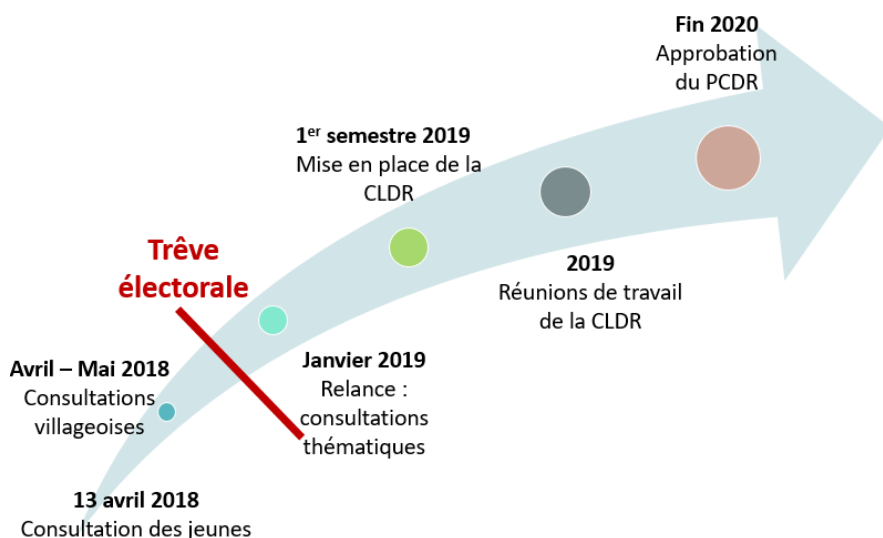 Fin 2020
Approbation
du PCDR
1er semestre 2019
Mise en place de la
CLDR
2019
Réunions de travail
de la CLDR
Trêve
électorale
Janvier 2019
Relance :
consultations
thématiques
Avril – Mai 2018
Consultations
villageoises
13 avril 2018
Consultation des jeunes